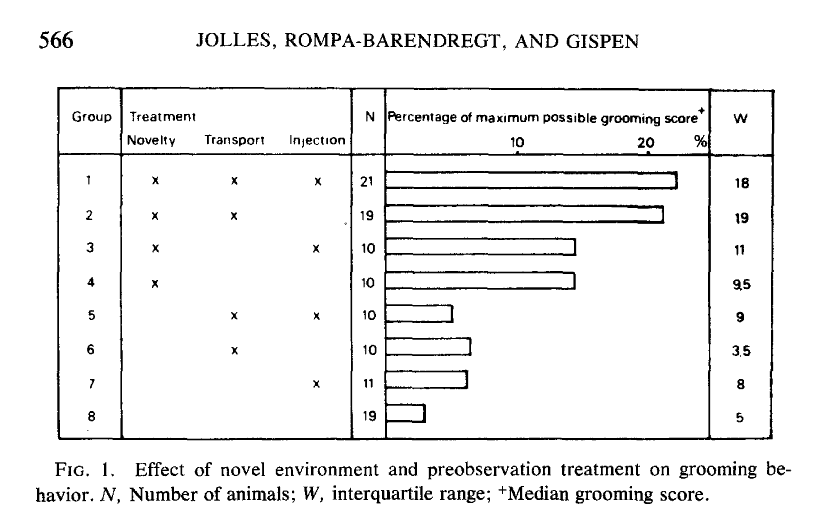 566 JOLLES, ROMPA-BARENDREGT, AND GISPEN
Group Treatment N Percentage of maximum possible grooming score+ W
Novelty Transport Injection 10 20 %
1 x x x 21 18
2 x x 19 19
3 x x 10 11
4 x 10 9.5
5 x x 10 9
6 x 10 3.5
7 x 11 8
8 19 5
FIG. 1. Effect of novel environment and preobservation treatment on grooming be-
havior. N, Number of animals; W, interquartile range; +Median grooming score.